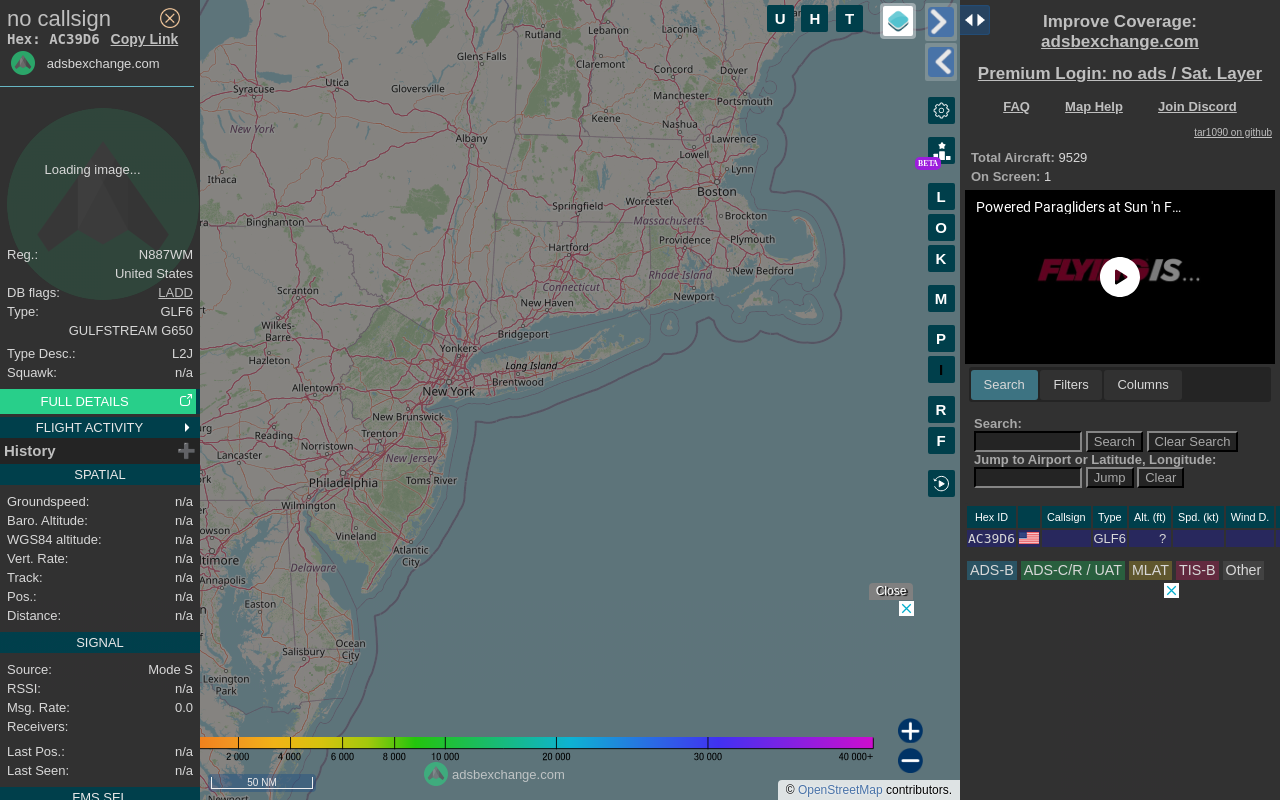 no callsign
Hex: AC39D6 Copy Link
adsbexchange.com
Loading image...
Reg.: N887WM
United States
DB flags: LADD
Type: GLF6
GULFSTREAM G650
Type Desc.: L2J
Squawk: n/a
FULL DETAILS
FLIGHT ACTIVITY
History
SPATIAL
Groundspeed: n/a
Baro. Altitude: n/a
WGS84 altitude: n/a
Vert. Rate: n/a
Track: n/a
Pos.: n/a
Distance: n/a
SIGNAL
Source: Mode S
RSSI: n/a
Msg. Rate: 0.0
Receivers:
Last Pos.: n/a
Last Seen: n/a
FMS SEL
Rutland
Lebanon
Laconia
Glens Falls
Claremont
Concord
Dover
Utica
Syracuse
Gloversville
Manchester
Portsmouth
Keene
Nashua
New York
Albany
Lawrence
Lowell
Lynn
Ithaca
Boston
Springfield
Worcester
Brockton
Massachusetts
Binghamton
Providence
Plymouth
Hartford
New Bedford
Rhode Island
Connecticut
Newport
Scranton
New Haven
Wilkes-
Barre
Bridgeport
Yonkers
Hazleton
Long Island
Brentwood
Allentown
New York
New Brunswick
Reading
Trenton
Norristown
Lancaster
New Jersey
Philadelphia
Toms River
Wilmington
Vineland
Atlantic
City
Delaware
Annapolis
Easton
Ocean
City
Salisbury
Lexington
Park
U H T
L
O
K
M
P
I
R
F
BETA
Close
2 000 4 000 6 000 8 000 10 000 20 000 30 000 40 000+
adsbexchange.com
50 NM
© OpenStreetMap contributors.
Improve Coverage:
adsbexchange.com
Premium Login: no ads / Sat. Layer
FAQ Map Help Join Discord
tar1090 on github
Total Aircraft: 9529
On Screen: 1
Powered Paragliders at Sun 'n F...
FLYING IS...
Search Filters Columns
Search:
Search Clear Search
Jump to Airport or Latitude, Longitude:
Jump Clear
Hex ID Callsign Type Alt. (ft) Spd. (kt) Wind D.
AC39D6 GLF6 ?
ADS-B ADS-C/R / UAT MLAT TIS-B Other